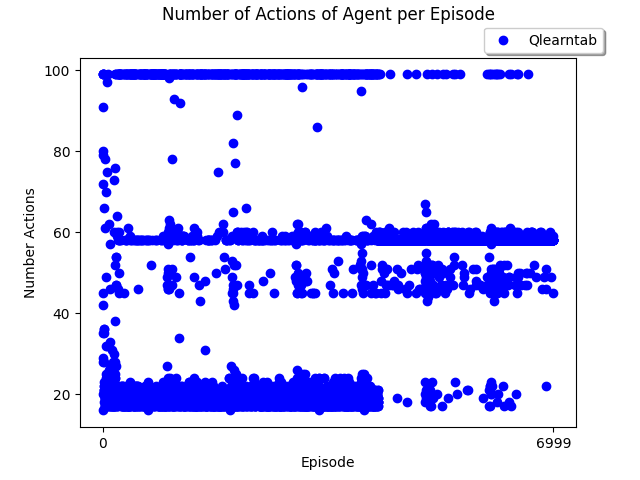 Number of Actions of Agent per Episode
Qlearntab
100
80
60
40
20
Number Actions
0
6999
Episode